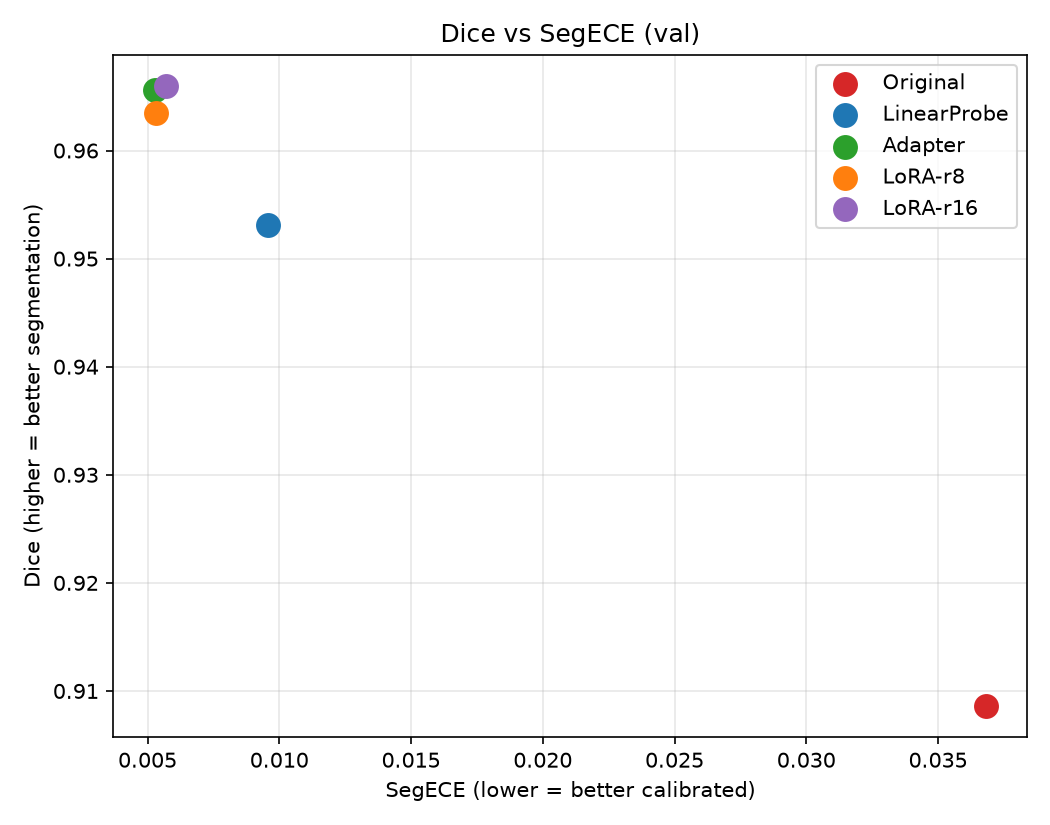 Dice vs SegECE (val)
Original
LinearProbe
Adapter
LoRA-r8
LoRA-r16
Dice (higher = better segmentation)
0.96
0.95
0.94
0.93
0.92
0.91
0.005 0.010 0.015 0.020 0.025 0.030 0.035
SegECE (lower = better calibrated)